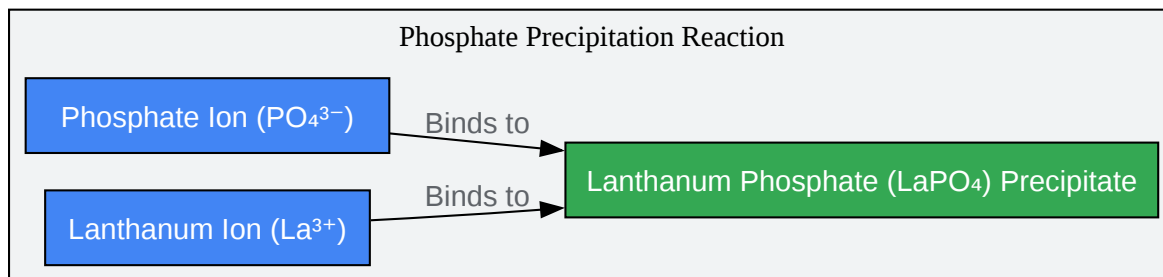 Phosphate Precipitation Reaction
Phosphate Ion (PO₄³⁻)
Binds to
Lanthanum Phosphate (LaPO₄) Precipitate
Binds to
Lanthanum Ion (La³⁺)